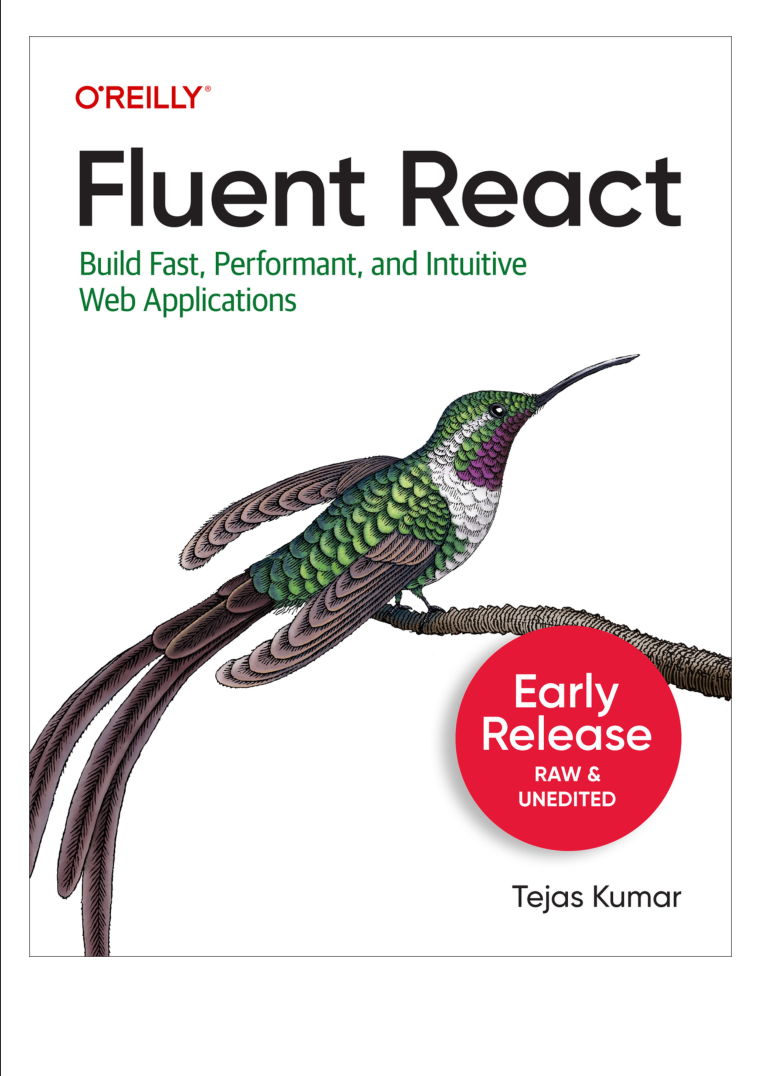 O'REILLY®
Fluent React
Build Fast, Performant, and Intuitive
Web Applications
Early
Release
RAW &
UNEDITED
Tejas Kumar